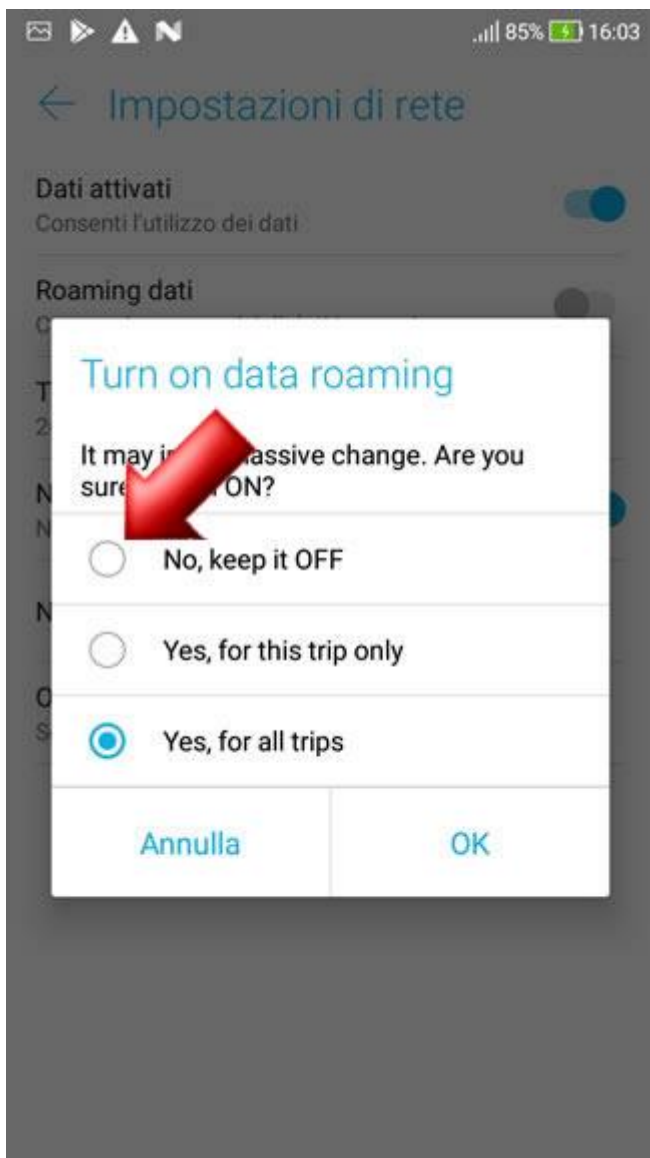 85% 16:03
Impostazioni di rete
Dati attivati
Consenti l'utilizzo dei dati
Roaming dati
Turn on data roaming
It may assive change. Are you
sure ON?
No, keep it OFF
Yes, for this trip only
Yes, for all trips
Annulla OK